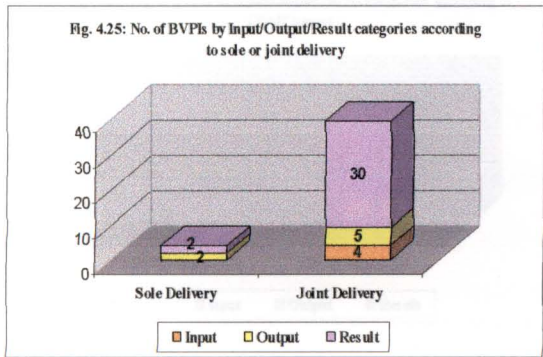 Fig. 4.25: No. of BVPIs by Input/Output/Result categories according
to sole or joint delivery
40
30
20
10
0
2
2
30
5
4
Sole Delivery Joint Delivery
Input Output Result